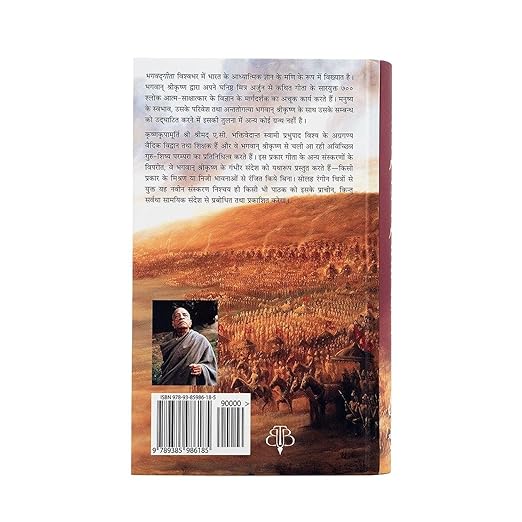 भगवद्गीता विश्वभर में भारत के आध्यात्मिक ज्ञान के मणि के रूप में विख्यात है।
भगवान् श्रीकृष्ण द्वारा अपने घनिष्ठ मित्र अर्जुन से कथित गीता के सारयुक्त ७००
श्लोक आत्म-साक्षात्कार के विज्ञान के मार्गदर्शक का अचूक कार्य करते हैं। मनुष्य
के स्वभाव, उसके परिवेश तथा अन्ततोगत्वा भगवान् श्रीकृष्ण के साथ उसके सम्बन्ध
को उद्घाटित करने में इसकी तुलना में अन्य कोई ग्रन्थ नहीं है।
कृष्णकृपामूर्ति श्री श्रीमद् ए.सी. भक्तिवेदान्त स्वामी प्रभुपाद विश्व के अग्रगण्य
वैदिक विद्वान तथा शिक्षक हैं और वे भगवान् श्रीकृष्ण से चली आ रही अविच्छिन्न
गुरु-शिष्य परम्परा का प्रतिनिधित्व करते हैं। इस प्रकार गीता के अन्य संस्करणों के
विपरीत, वे भगवान् श्रीकृष्ण के गंभीर संदेश को यथारूप प्रस्तुत करते हैं—किसी
प्रकार के मिश्रण या निजी भावनाओं से रंजित किये बिना। सोलह रंगीन चित्रों से
युक्त यह नवीन संस्करण निश्चय ही किसी भी पाठक को इसके प्राचीन, किन्तु
सर्वथा सामयिक संदेश से प्रबोधित तथा प्रकाशित करेगा।
ISBN 978-93-85986-18-5
90000 >
9 789385 986185
BBT